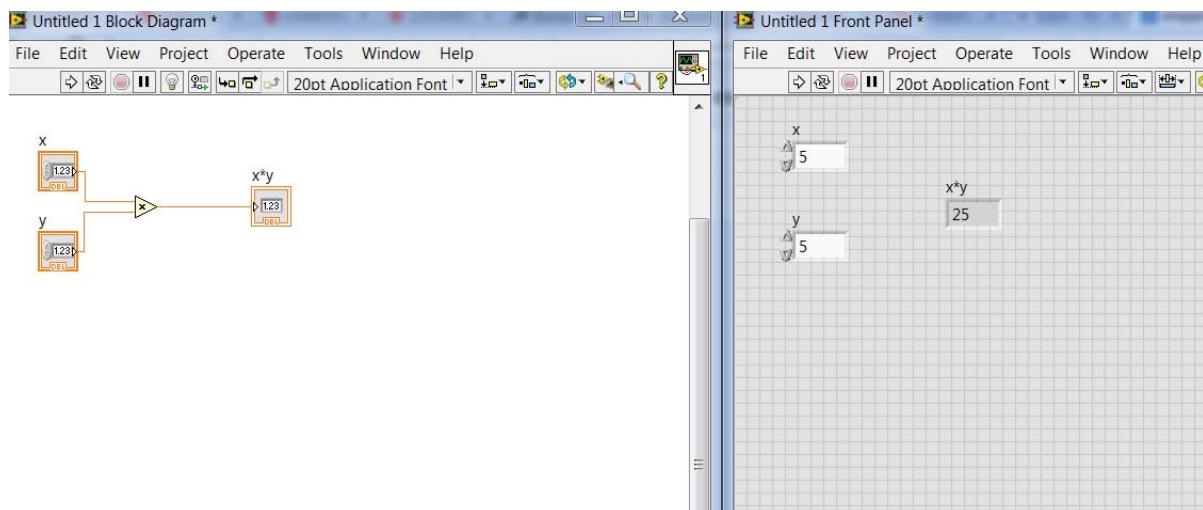 Untitled 1 Block Diagram *
File Edit View Project Operate Tools Window Help
20pt Application Font
1
x
1.23
DBL
y
1.23
DBL
x*y
1.23
DBL
Untitled 1 Front Panel *
File Edit View Project Operate Tools Window Help
20pt Application Font
x
5
x*y
25
y
5